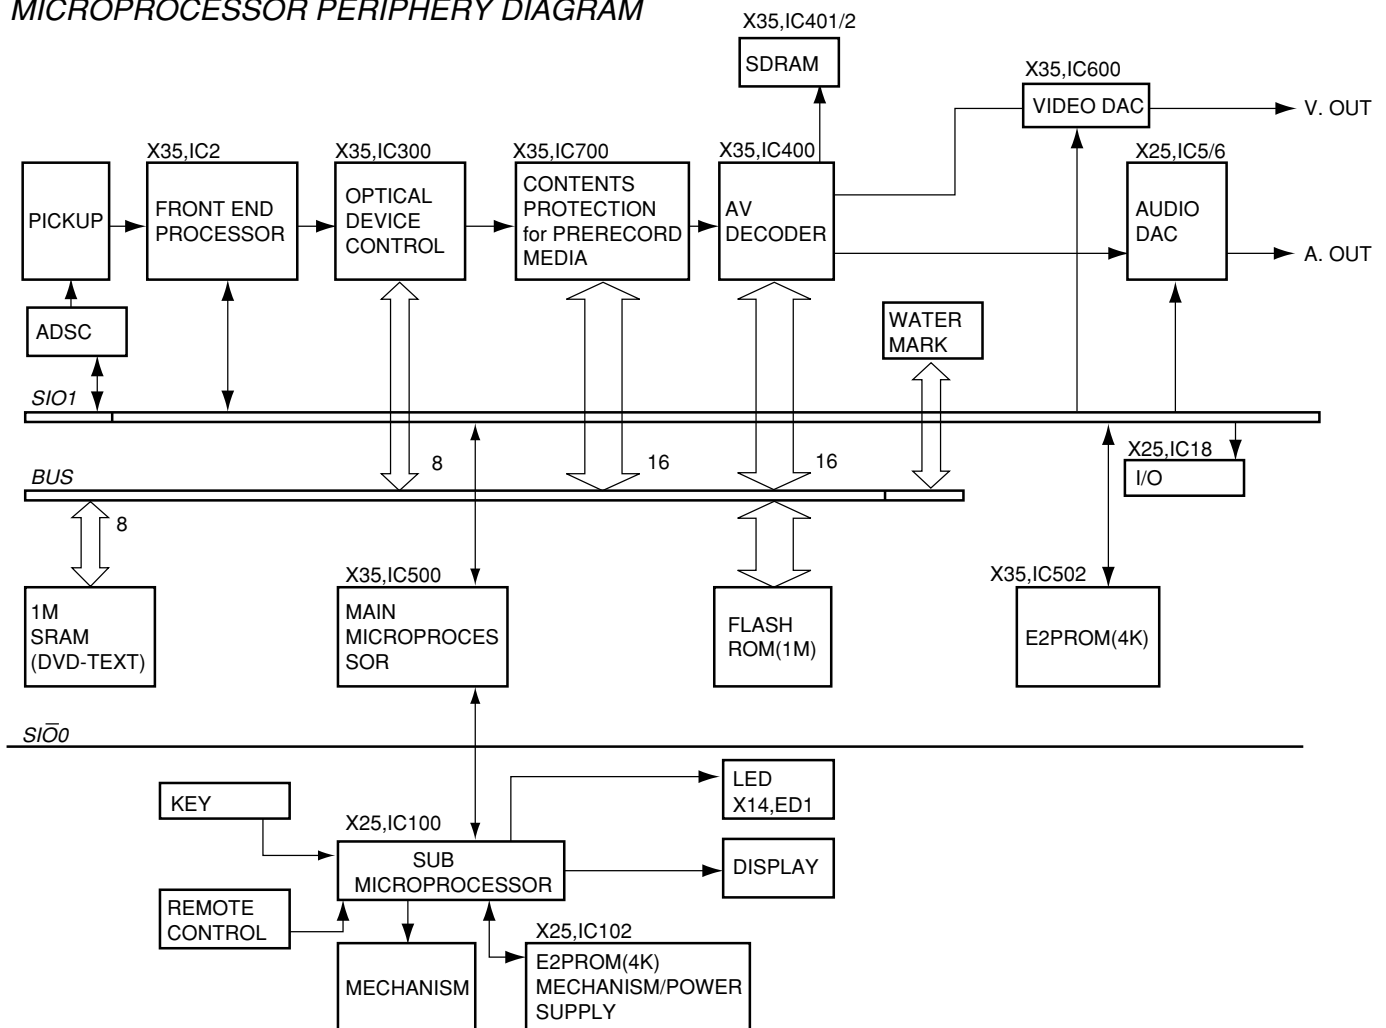 MICROPROCESSOR PERIPHERY DIAGRAM
X35,IC401/2
SDRAM
X35,IC600
VIDEO DAC
V. OUT
X35,IC2
X35,IC300
X35,IC700
X35,IC400
X25,IC5/6
PICKUP
FRONT END
PROCESSOR
OPTICAL
DEVICE
CONTROL
CONTENTS
PROTECTION
for PRERECORD
MEDIA
AV
DECODER
AUDIO
DAC
A. OUT
ADSC
WATER
MARK
SIO1
X25,IC18
I/O
8
16
16
BUS
8
X35,IC500
X35,IC502
1M
SRAM
(DVD-TEXT)
MAIN
MICROPROCES
SOR
FLASH
ROM(1M)
E2PROM(4K)
SIO̅0
KEY
LED
X14,ED1
X25,IC100
SUB
MICROPROCESSOR
DISPLAY
REMOTE
CONTROL
MECHANISM
X25,IC102
E2PROM(4K)
MECHANISM/POWER
SUPPLY